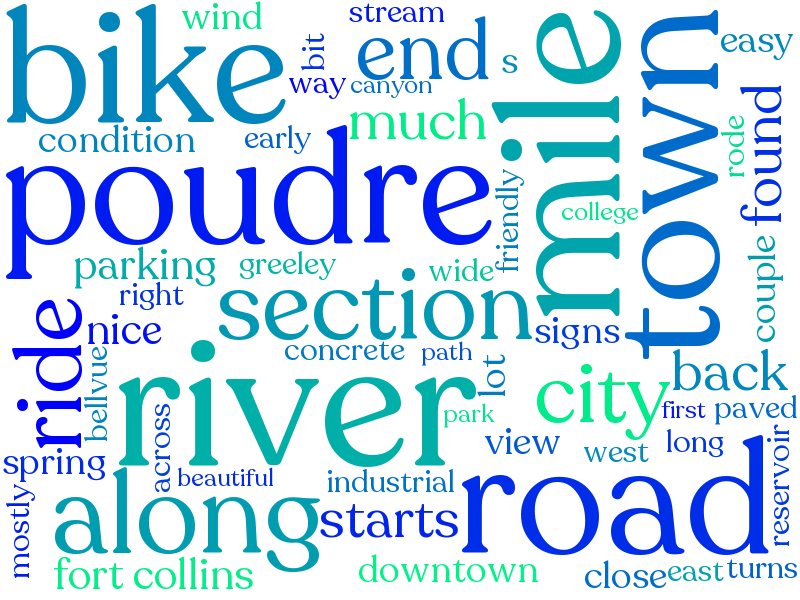 wind
stream
bike
bit
end
s
easy
way
canyon
mile
town
condition
early
much
rode
found
poudre
friendly
college
parking
greeley
wide
couple
right
section
nice
signs
ride
concrete
path
bellvue
river
lot
back
city
park
first
paved
across
view
west
long
reservoir
spring
beautiful
industrial
road
mostly
along
starts
fort collins
downtown
close
east
turns